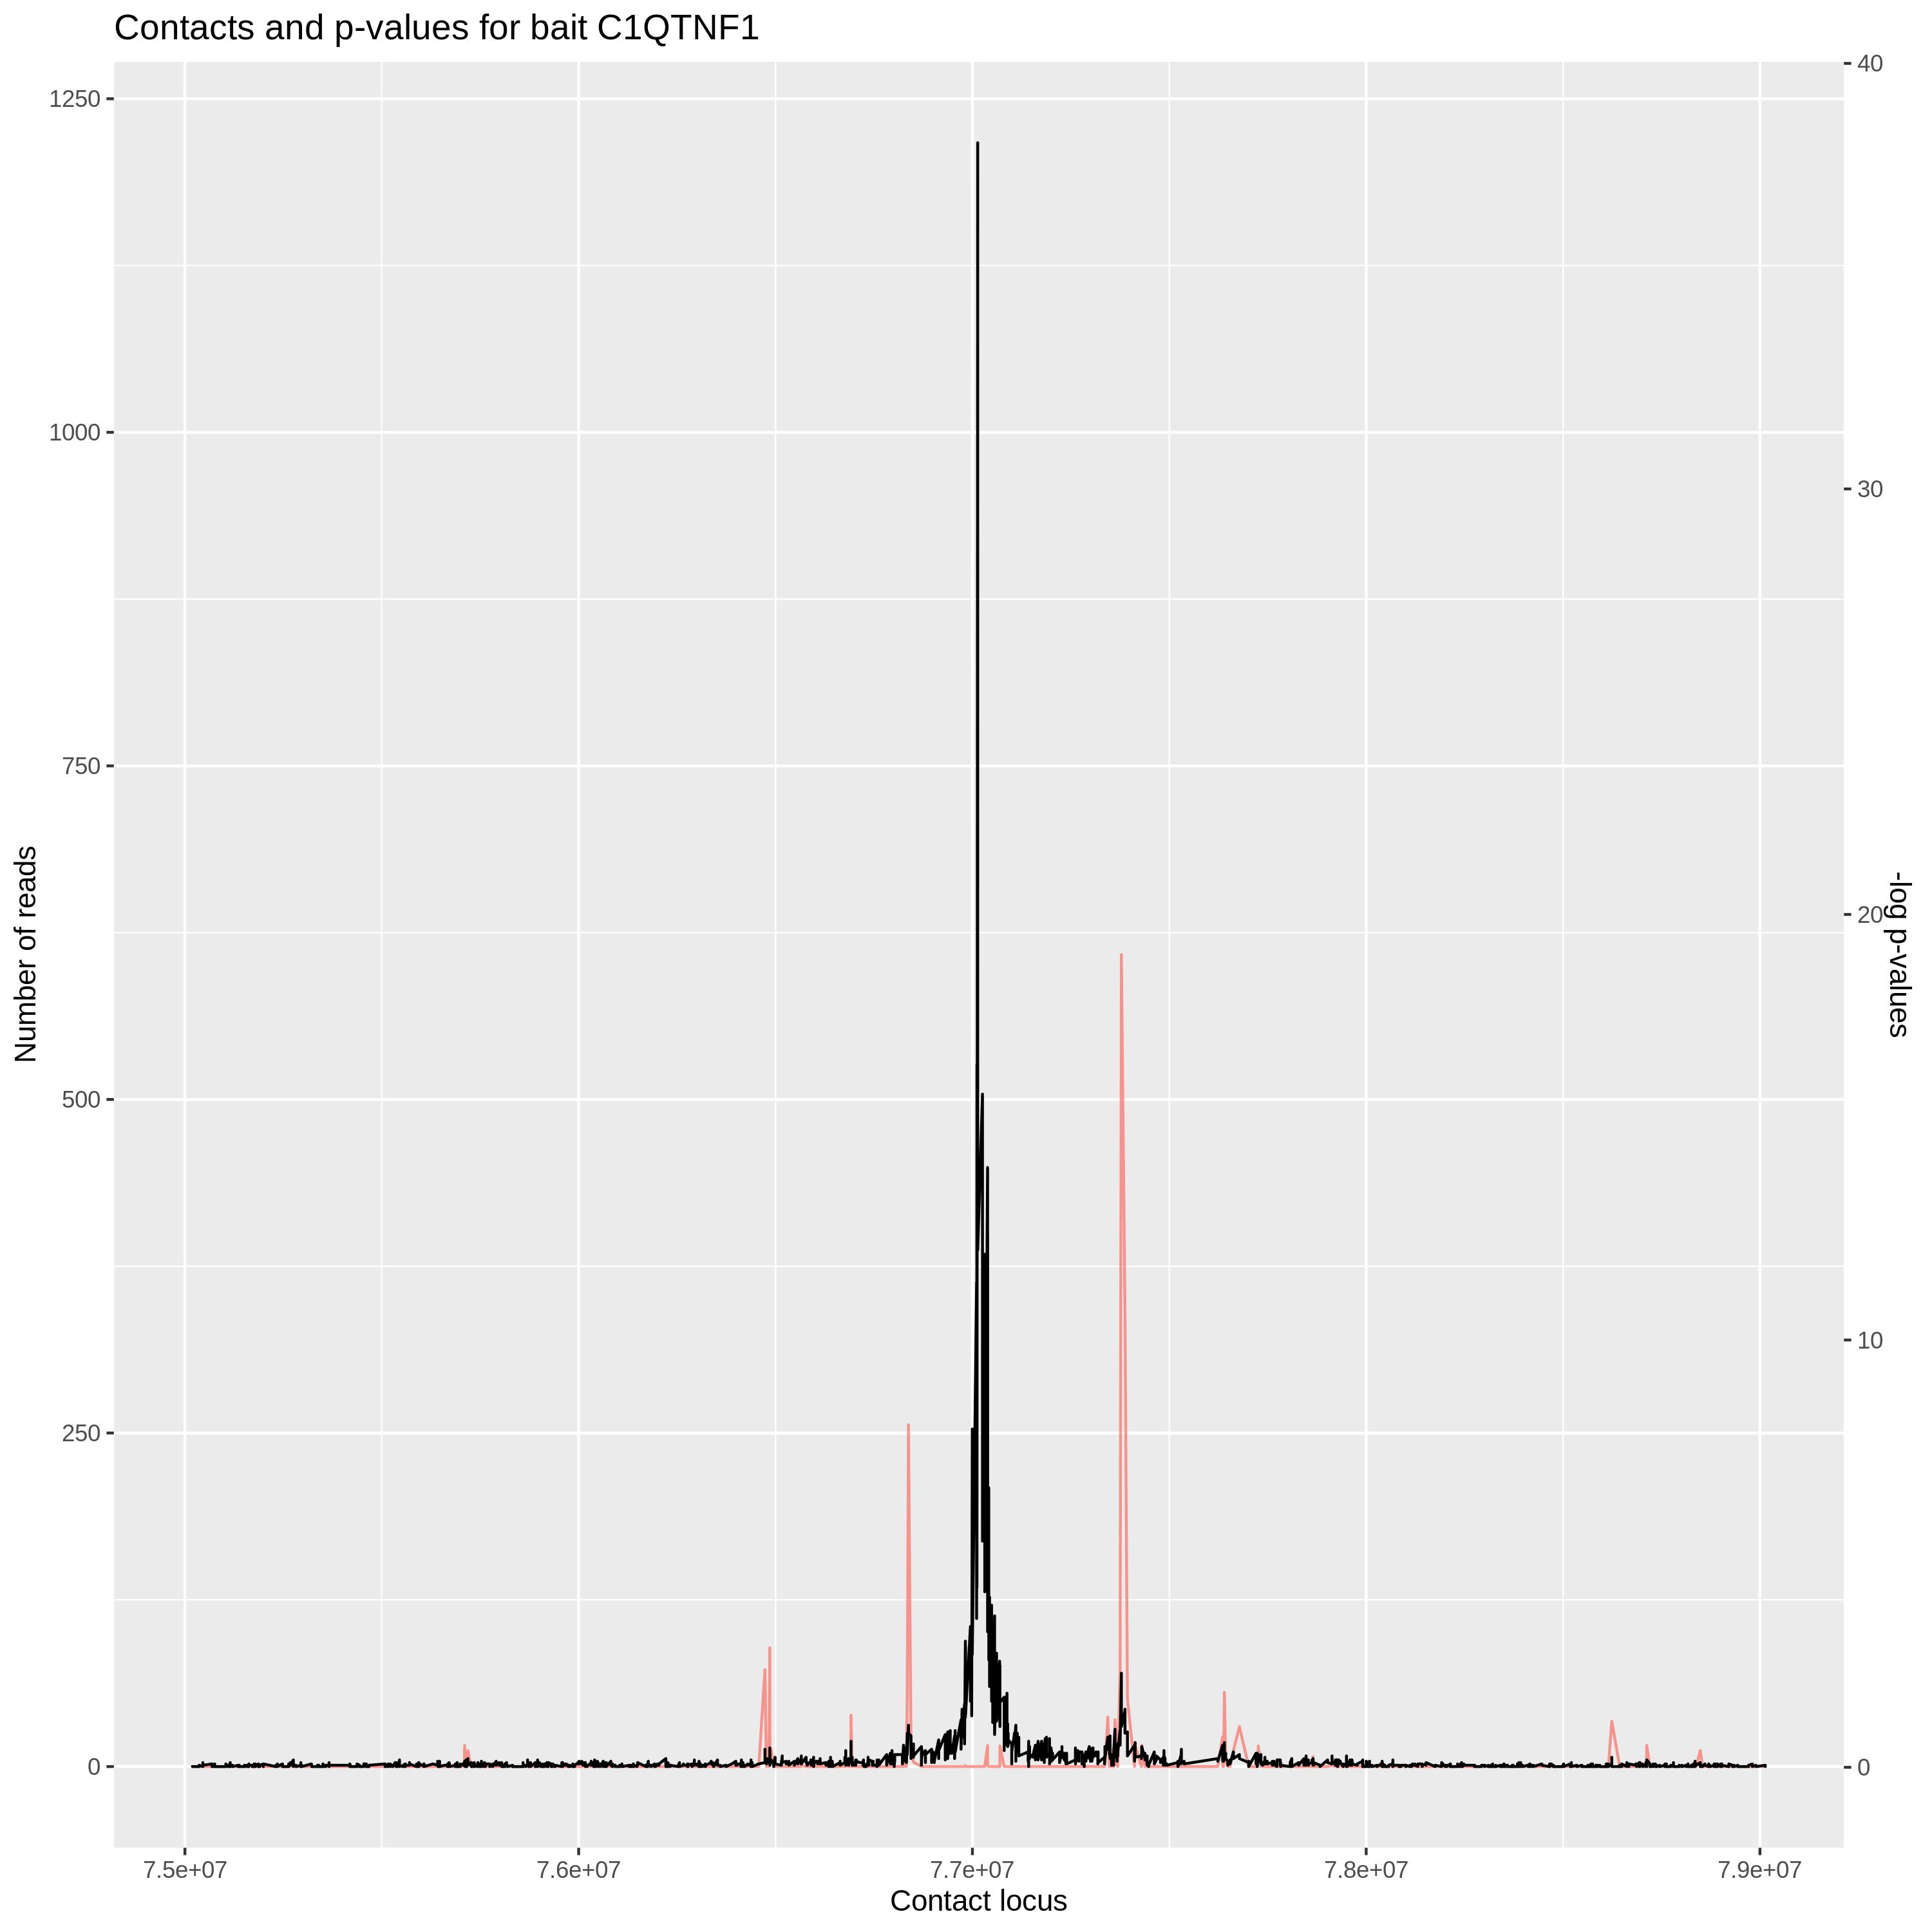 Contacts and p-values for bait C1QTNF1
1250
1000
750
500
250
0
Number of reads
40
30
20
10
0
-log p-values
7.5e+07
7.6e+07
7.7e+07
7.8e+07
7.9e+07
Contact locus